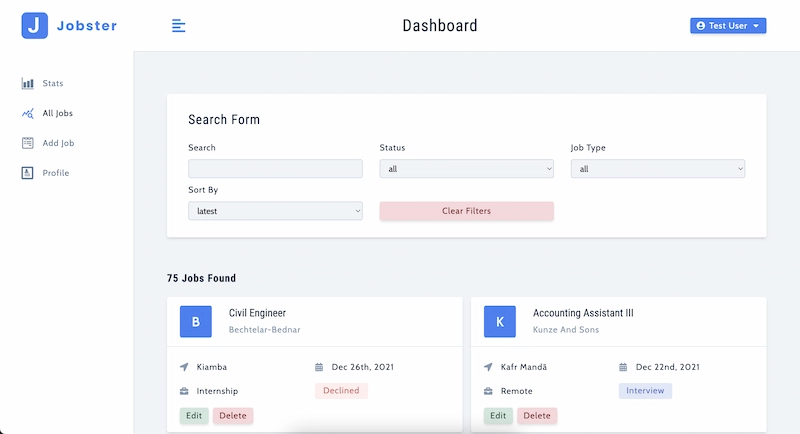 J Jobster
Dashboard
Test User
Stats
All Jobs
Add Job
Profile
Search Form
Search
Status
Job Type
all
all
Sort By
latest
Clear Filters
75 Jobs Found
B
Civil Engineer
Bechtelar-Bednar
Kiamba
Dec 26th, 2021
Internship
Declined
Edit
Delete
K
Accounting Assistant III
Kunze And Sons
Kafr Mandā
Dec 22nd, 2021
Remote
Interview
Edit
Delete